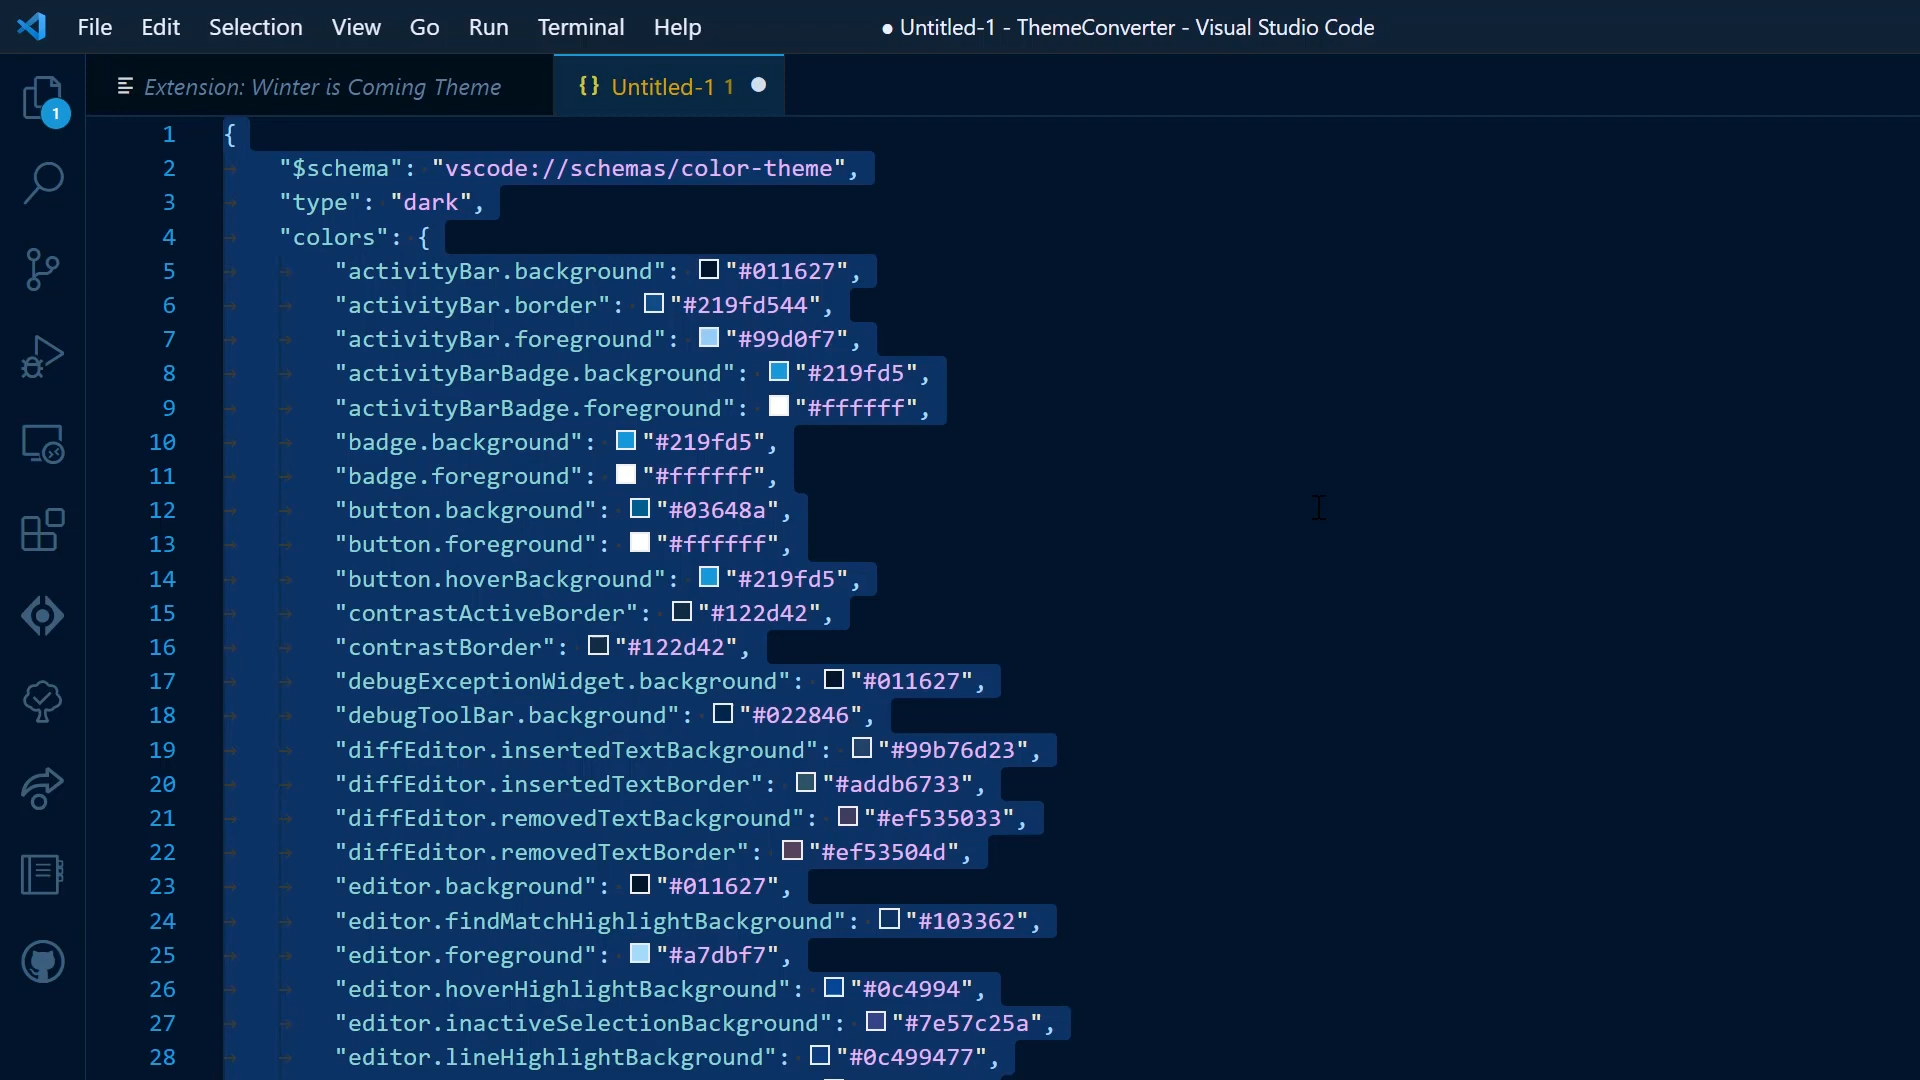 File Edit Selection View Go Run Terminal Help ● Untitled-1 - ThemeConverter - Visual Studio Code
Extension: Winter is Coming Theme {} Untitled-1 1
1
1 {
2 "$schema": "vscode://schemas/color-theme",
3 "type": "dark",
4 "colors": {
5 "activityBar.background": "#011627",
6 "activityBar.border": "#219fd544",
7 "activityBar.foreground": "#99d0f7",
8 "activityBarBadge.background": "#219fd5",
9 "activityBarBadge.foreground": "#ffffff",
10 "badge.background": "#219fd5",
11 "badge.foreground": "#ffffff",
12 "button.background": "#03648a",
13 "button.foreground": "#ffffff",
14 "button.hoverBackground": "#219fd5",
15 "contrastActiveBorder": "#122d42",
16 "contrastBorder": "#122d42",
17 "debugExceptionWidget.background": "#011627",
18 "debugToolBar.background": "#022846",
19 "diffEditor.insertedTextBackground": "#99b76d23",
20 "diffEditor.insertedTextBorder": "#addb6733",
21 "diffEditor.removedTextBackground": "#ef535033",
22 "diffEditor.removedTextBorder": "#ef53504d",
23 "editor.background": "#011627",
24 "editor.findMatchHighlightBackground": "#103362",
25 "editor.foreground": "#a7dbf7",
26 "editor.hoverHighlightBackground": "#0c4994",
27 "editor.inactiveSelectionBackground": "#7e57c25a",
28 "editor.lineHighlightBackground": "#0c499477",